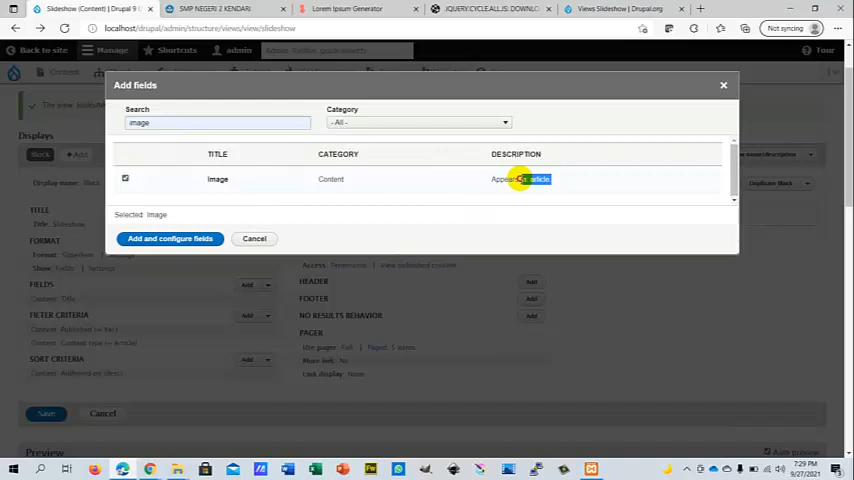 Slideshow (Content) | Drupal 9
SMP NEGERI 2 KENDARI
Lorem Ipsum Generator
JQUERY.CYCLE.ALL.JS: DOWNLO
Views Slideshow | Drupal.org
localhost/drupal/admin/structure/views/view/slideshow
Not syncing
Back to site
Manage
Shortcuts
admin
Tour
Content
Add fields
Search
Category
image
- All -
TITLE
CATEGORY
DESCRIPTION
Image
Content
Appears in: article.
Selected: Image
Add and configure fields
Cancel
Displays
Block
Add
Display name: Block
Duplicate Block
TITLE
Title: Slideshow
FORMAT
Format: Slideshow | Settings
Show: Fields | Settings
FIELDS
Add
Content: Title
FILTER CRITERIA
Add
Content: Published (= Yes)
Content: Content type (= Article)
SORT CRITERIA
Add
Content: Authored on (desc)
Access: Permission | View published content
HEADER
Add
FOOTER
Add
NO RESULTS BEHAVIOR
Add
PAGER
Use pager: Full | Paged, 5 items
More link: No
Link display: None
Save
Cancel
Preview
Auto preview
7:29 PM
9/27/2021